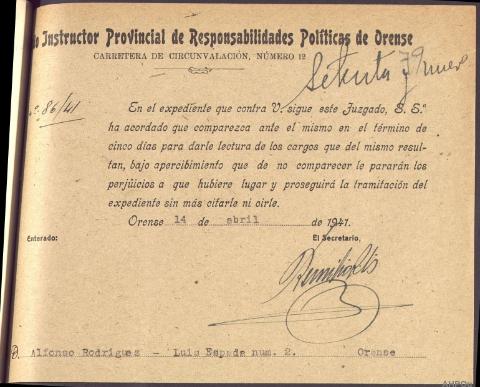 o Instructor Provincial de Responsabilidades Políticas de Orense
CARRETERA DE CIRCUNVALACIÓN, NÚMERO 12
Setenta y nueve
79
nº. 86/41
En el expediente que contra V. sigue este Juzgado, S. S.ª
ha acordado que comparezca ante el mismo en el término de
cinco días para darle lectura de los cargos que del mismo resul-
tan, bajo apercibimiento que de no comparecer le pararán los
perjúicios a que hubiere lugar y proseguirá la tramitación del
expediente sin más citarle ni oirle.
Orense 14 de abril de 1941.
Enterado: El Secretario,
D. Alfonso Rodrigues - Luis Espada num. 2. Orense